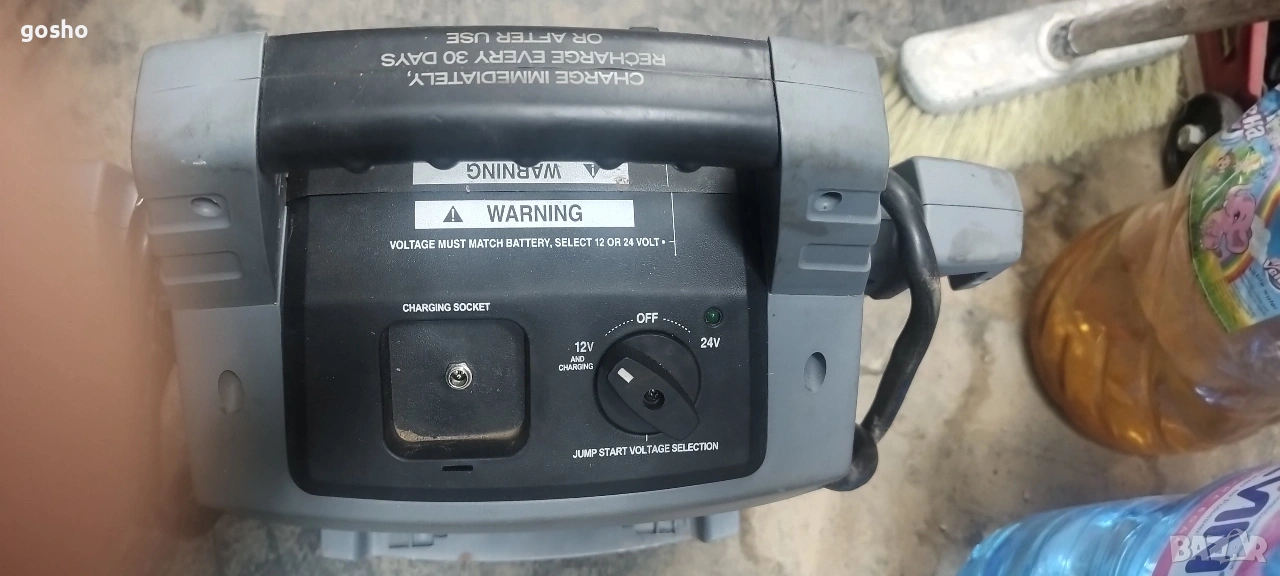 gosho
CHARGE IMMEDIATELY,
RECHARGE EVERY 30 DAYS
OR AFTER USE
WARNING
WARNING
VOLTAGE MUST MATCH BATTERY, SELECT 12 OR 24 VOLT •
CHARGING SOCKET
OFF
12V
24V
AND
CHARGING
JUMP START VOLTAGE SELECTION
BAZAR